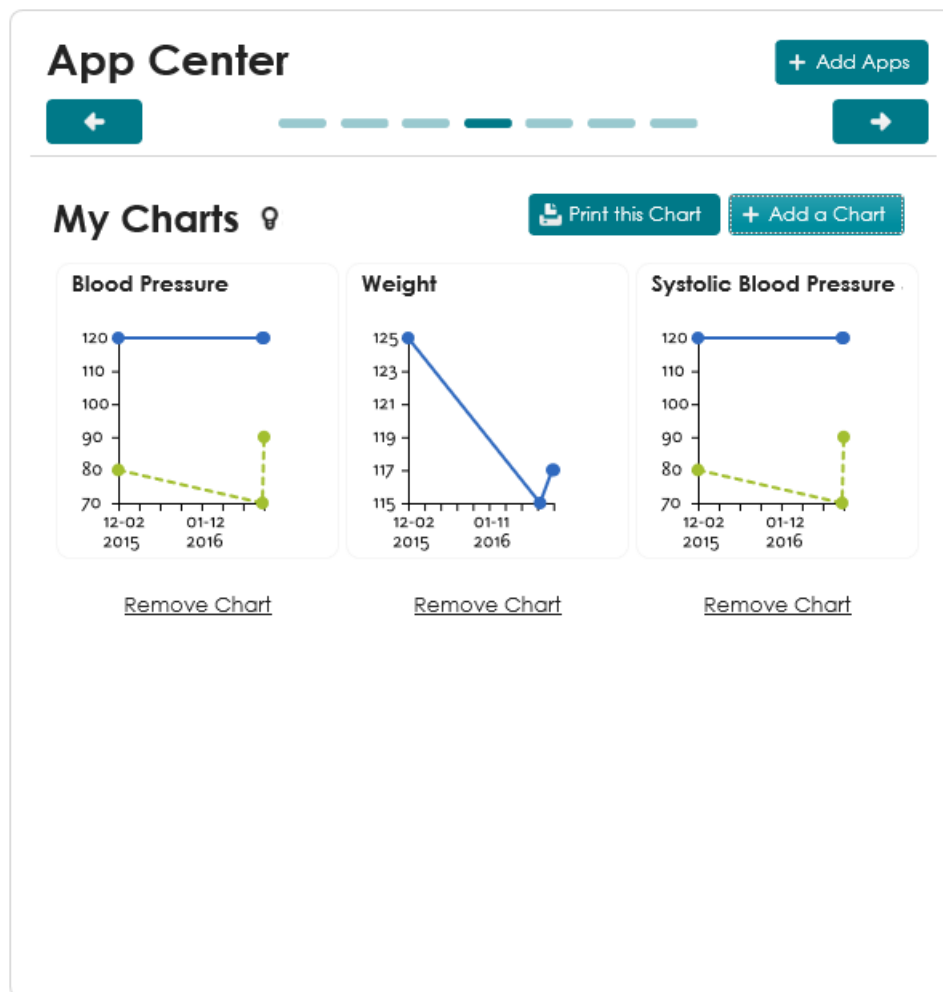 App Center
+ Add Apps
My Charts
Print this Chart
+ Add a Chart
Blood Pressure
120
110
100
90
80
70
12-02
2015
01-12
2016
Remove Chart
Weight
125
123
121
119
117
115
12-02
2015
01-11
2016
Remove Chart
Systolic Blood Pressure
120
110
100
90
80
70
12-02
2015
01-12
2016
Remove Chart